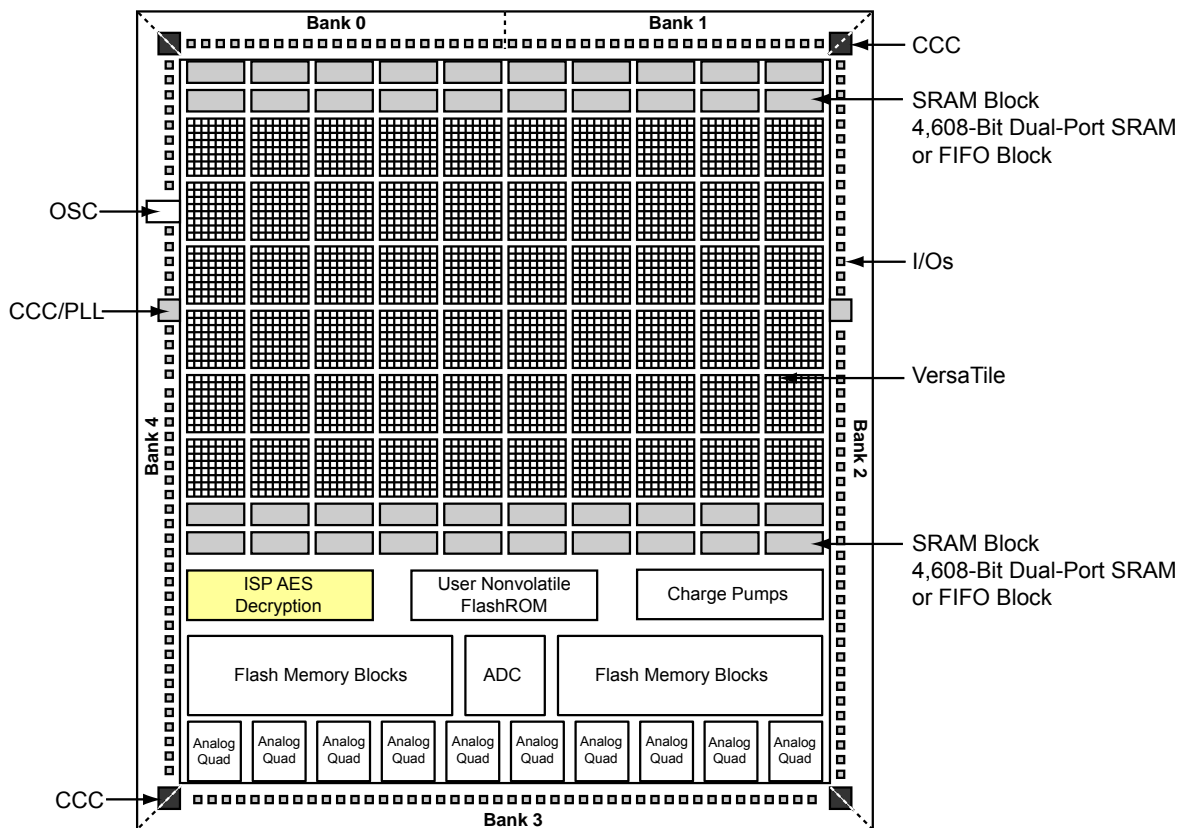 Bank 0
Bank 1
CCC
SRAM Block
4,608-Bit Dual-Port SRAM
or FIFO Block
OSC
I/Os
CCC/PLL
VersaTile
Bank 4
Bank 2
SRAM Block
4,608-Bit Dual-Port SRAM
or FIFO Block
ISP AES
Decryption
User Nonvolatile
FlashROM
Charge Pumps
Flash Memory Blocks
ADC
Flash Memory Blocks
Analog
Quad
Analog
Quad
Analog
Quad
Analog
Quad
Analog
Quad
Analog
Quad
Analog
Quad
Analog
Quad
Analog
Quad
Analog
Quad
CCC
Bank 3